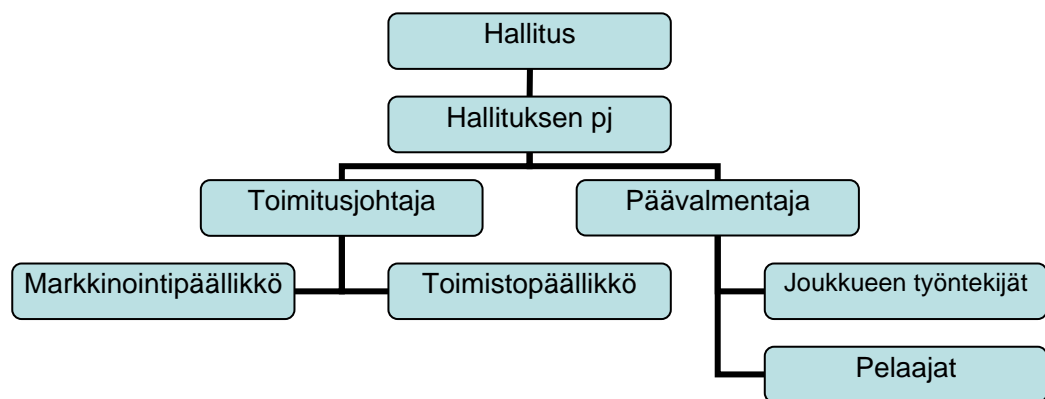 Hallitus
Hallituksen pj
Toimitusjohtaja
Päävalmentaja
Markkinointipäällikkö
Toimistopäällikkö
Joukkueen työntekijät
Pelaajat